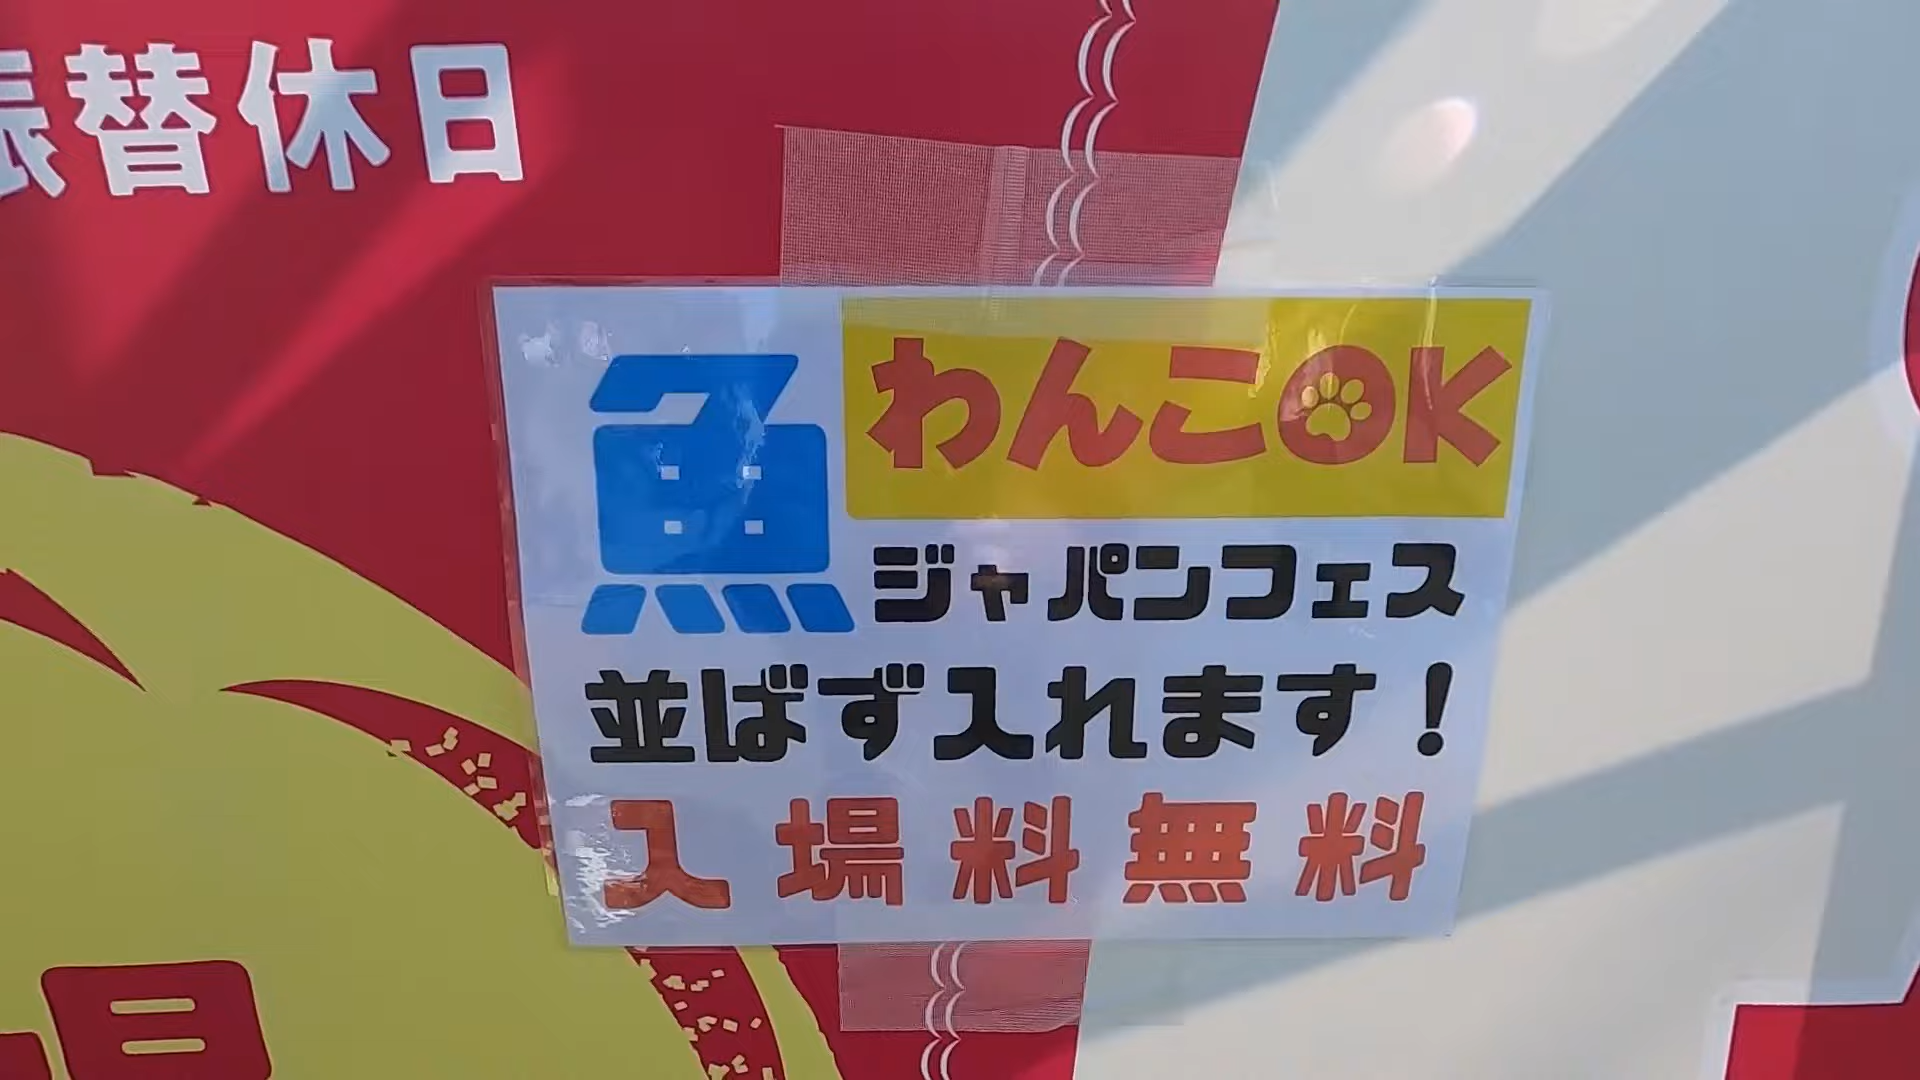 振替休日
魚
わんこOK
ジャパンフェス
並ばず入れます！
入場料無料